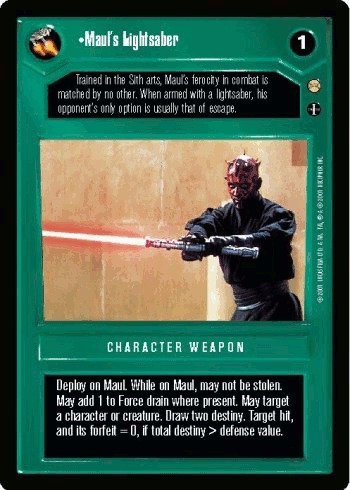 •Maul's Lightsaber
1
Trained in the Sith arts, Maul's ferocity in combat is
matched by no other. When armed with a lightsaber, his
opponent's only option is usually that of escape.
CHARACTER WEAPON
Deploy on Maul. While on Maul, may not be stolen.
May add 1 to Force drain where present. May target
a character or creature. Draw two destiny. Target hit,
and its forfeit = 0, if total destiny > defense value.